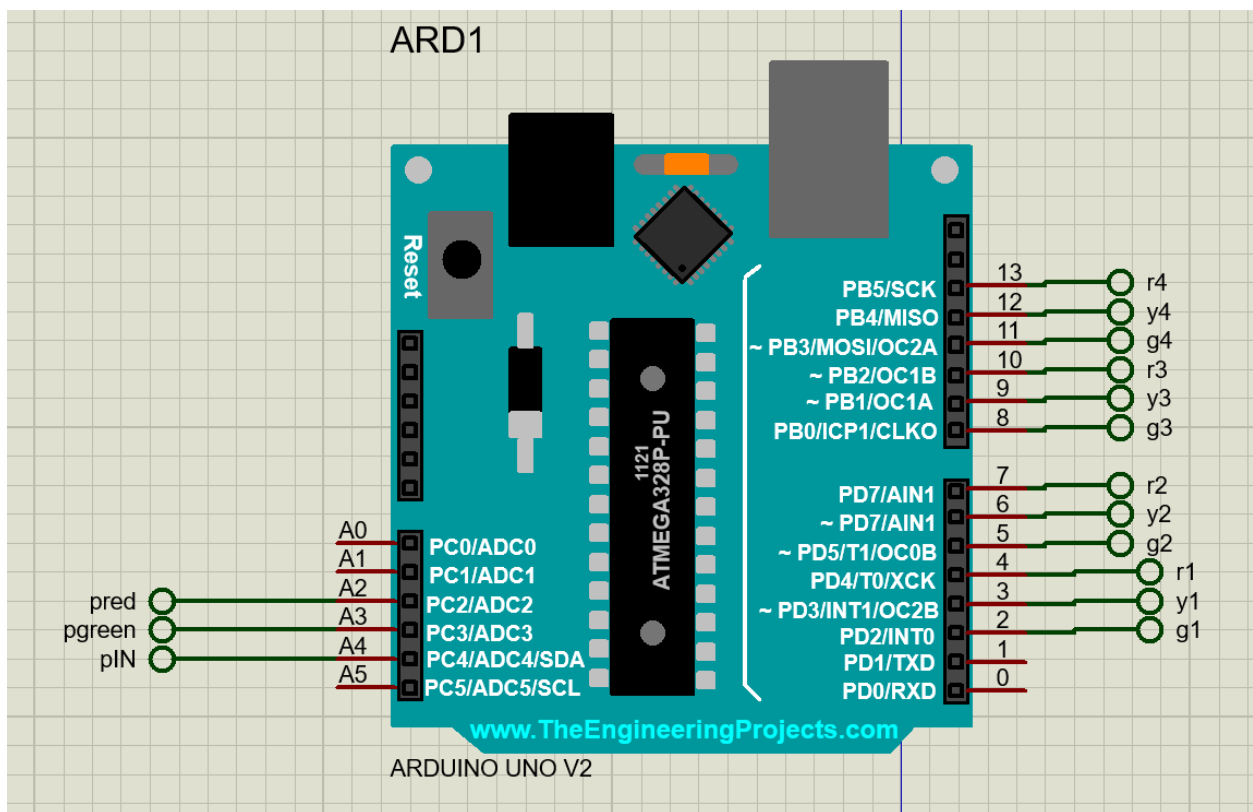 ARD1
Reset
1121
ATMEGA328P-PU
PB5/SCK 13 r4
PB4/MISO 12 y4
~ PB3/MOSI/OC2A 11 g4
~ PB2/OC1B 10 r3
~ PB1/OC1A 9 y3
PB0/ICP1/CLKO 8 g3
PD7/AIN1 7 r2
~ PD7/AIN1 6 y2
~ PD5/T1/OC0B 5 g2
PD4/T0/XCK 4 r1
~ PD3/INT1/OC2B 3 y1
PD2/INT0 2 g1
PD1/TXD 1
PD0/RXD 0
A0 PC0/ADC0
A1 PC1/ADC1
pred A2 PC2/ADC2
pgreen A3 PC3/ADC3
pIN A4 PC4/ADC4/SDA
A5 PC5/ADC5/SCL
www.TheEngineeringProjects.com
ARDUINO UNO V2